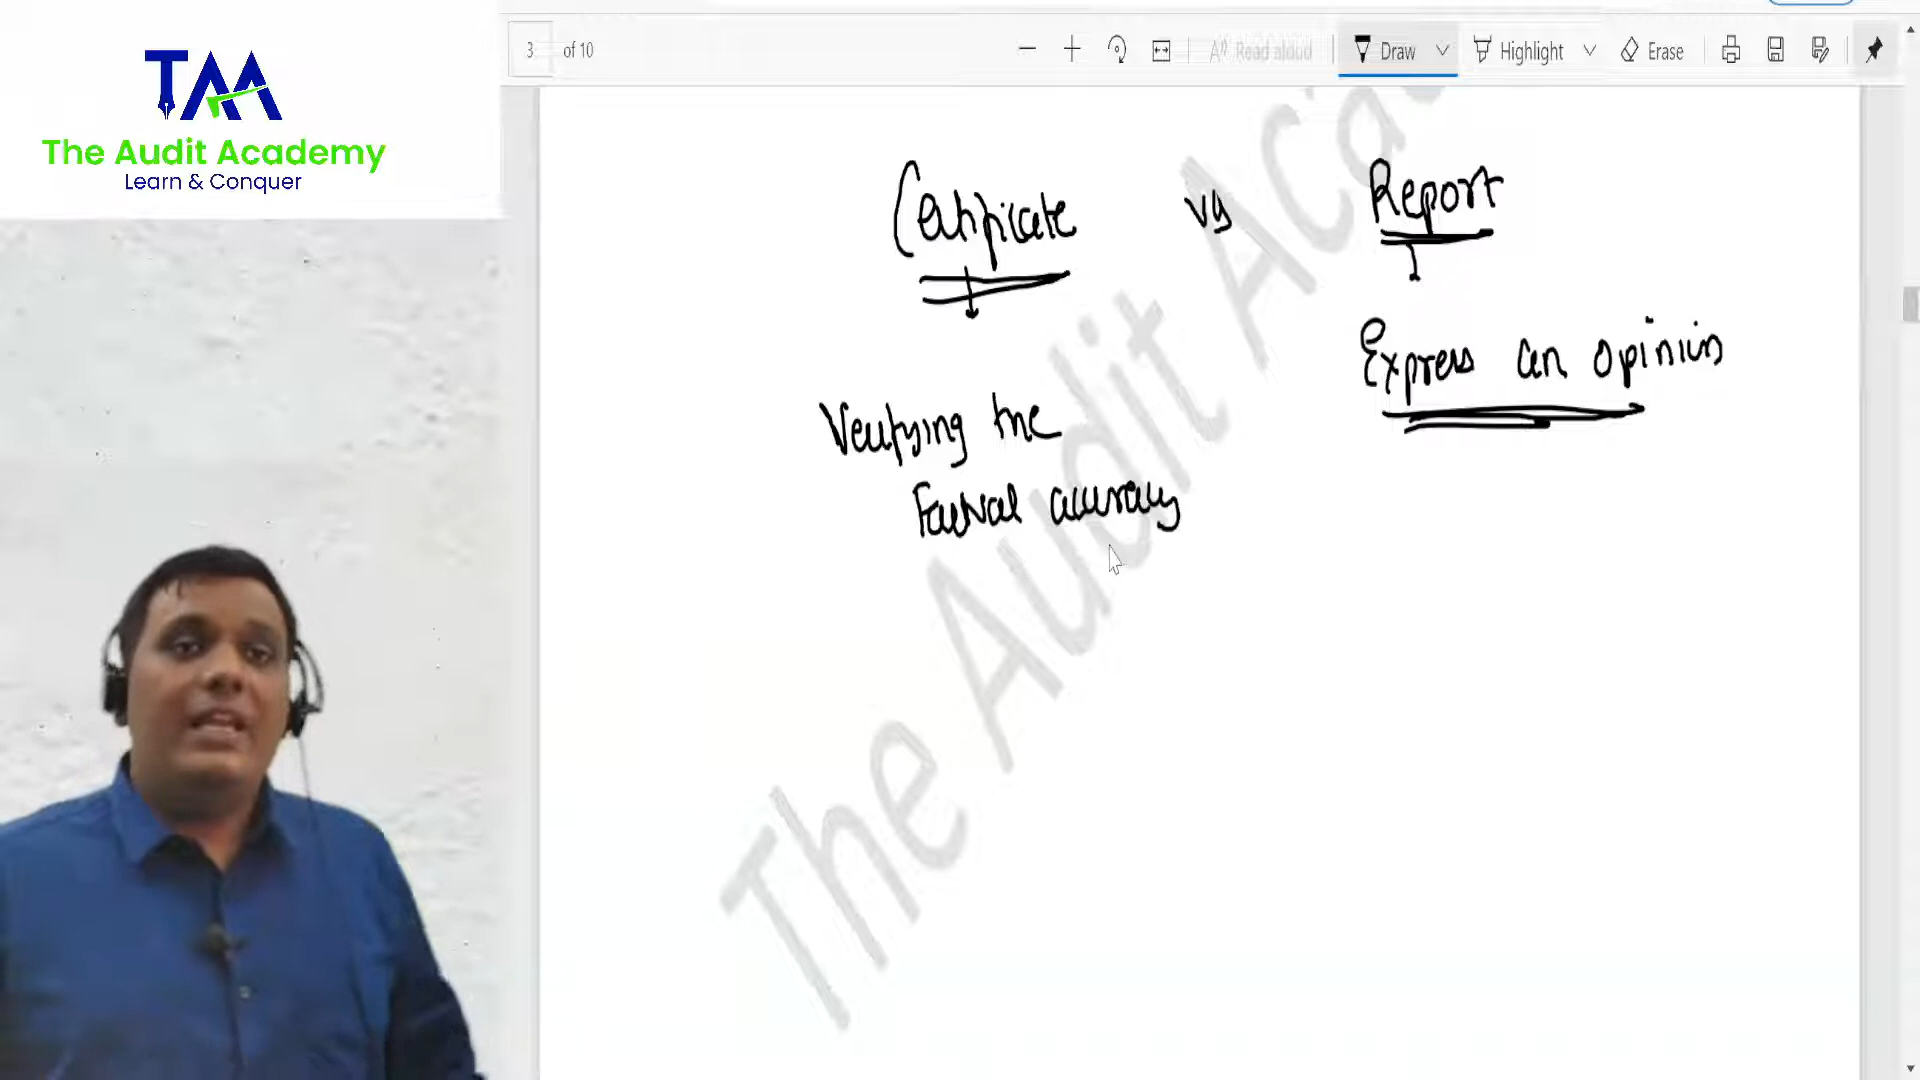 TAA
The Audit Academy
Learn & Conquer
3 of 10
Read aloud
Draw
Highlight
Erase
Certificate vs Report
Express an opinion
Verifying the
Factual accuracy
The Audit Aca